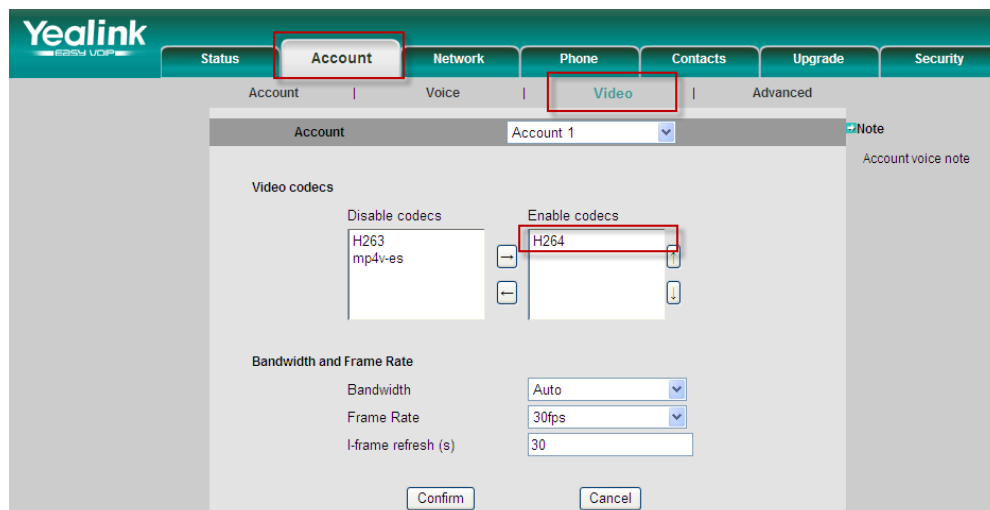 Yealink
EASY VOIP
Status Account Network Phone Contacts Upgrade Security
Account | Voice | Video | Advanced
Account Account 1
Note
Account voice note
Video codecs
Disable codecs Enable codecs
H263 H264
mp4v-es
→ ↑
← ↓
Bandwidth and Frame Rate
Bandwidth Auto
Frame Rate 30fps
I-frame refresh (s) 30
Confirm Cancel